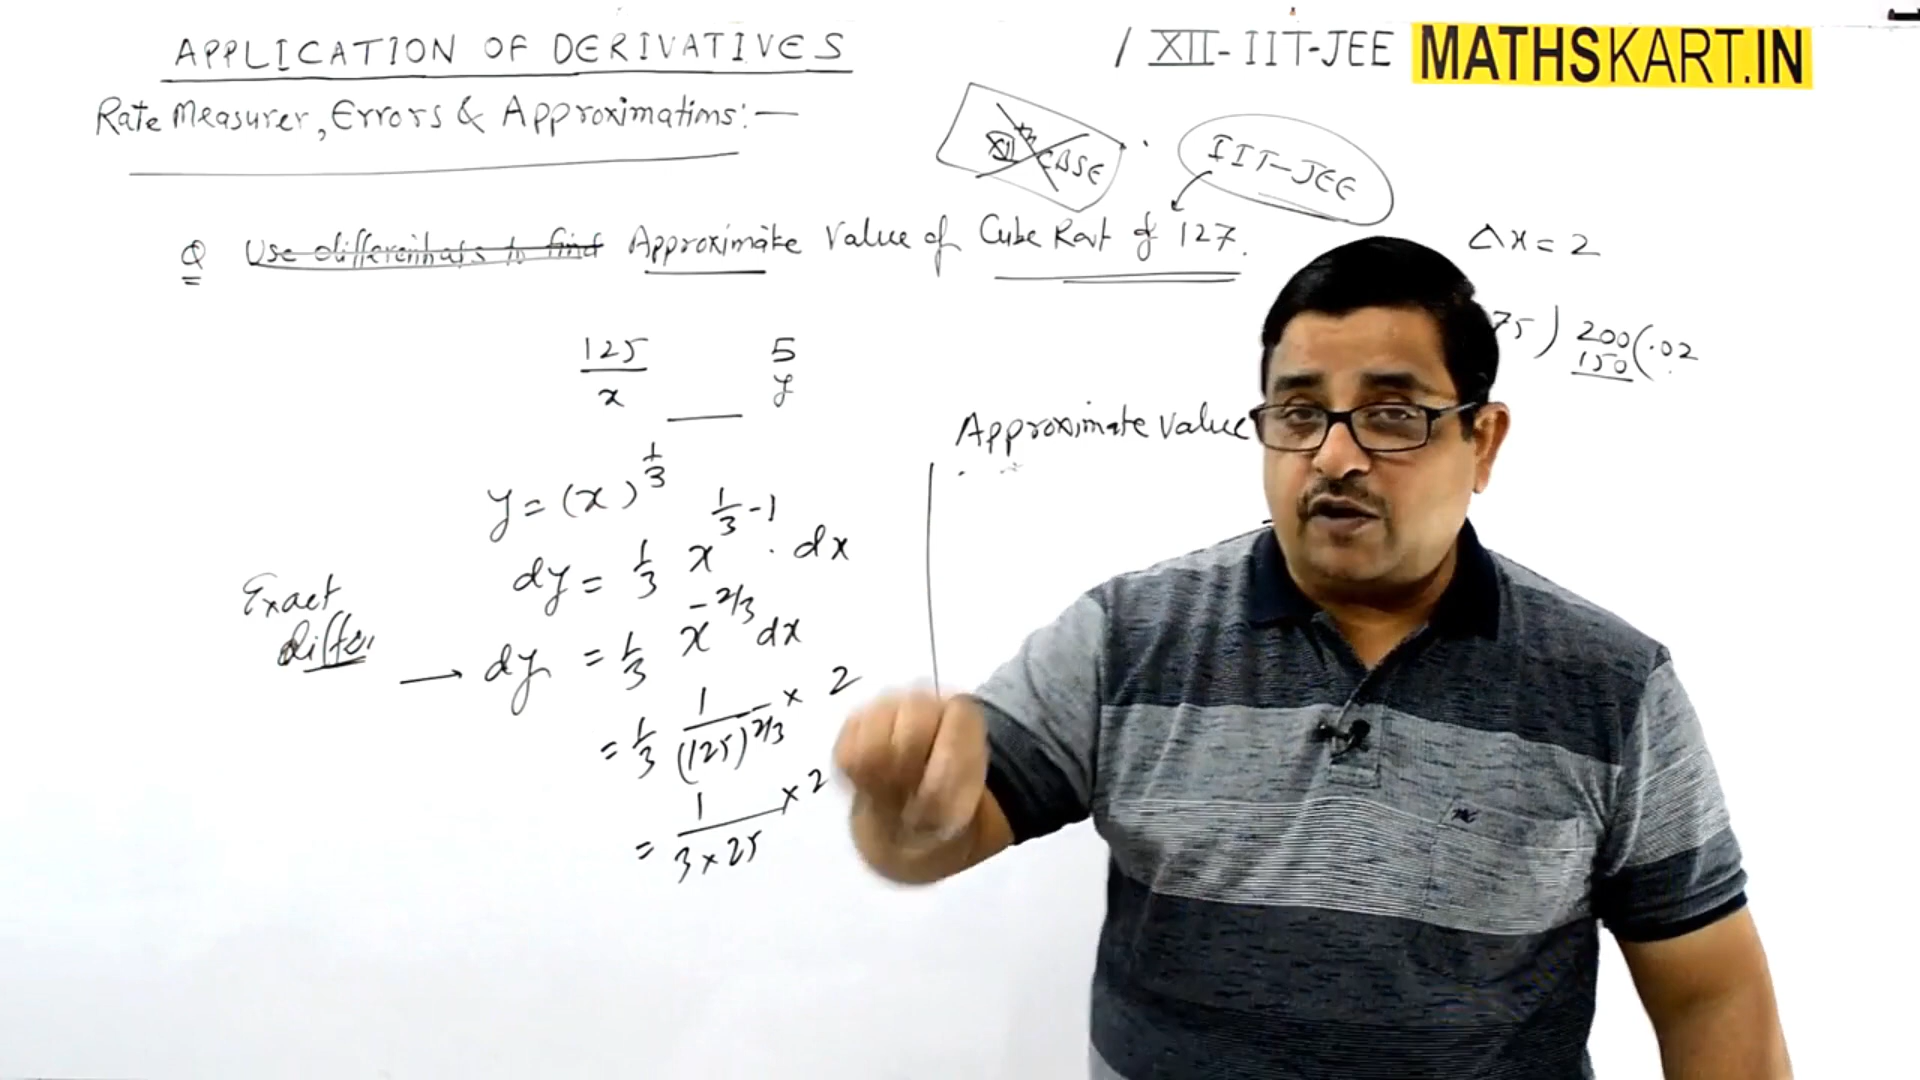 APPLICATION OF DERIVATIVES
/ XII-IIT-JEE MATHSKART.IN
Rate Measurer, Errors & Approximations:—
XII CBSE
IIT-JEE
Q Use differentials to find Approximate Value of Cube Root of 127.
Δx = 2
125 5
x y
75 ) 200 ( .02
150
Approximate Value
y = (x)^1/3
dy = 1/3 x^(1/3 - 1) . dx
Exact
differ.
→ dy = 1/3 x^-2/3 dx
= 1/3 1/(125)^2/3 × 2
= 1/(3 × 25) × 2